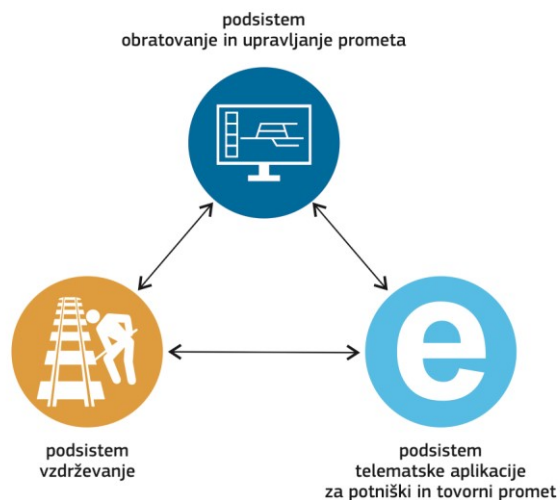 podsistem
obratovanje in upravljanje prometa
e
podsistem
vzdrževanje
podsistem
telematske aplikacije
za potniški in tovorni promet